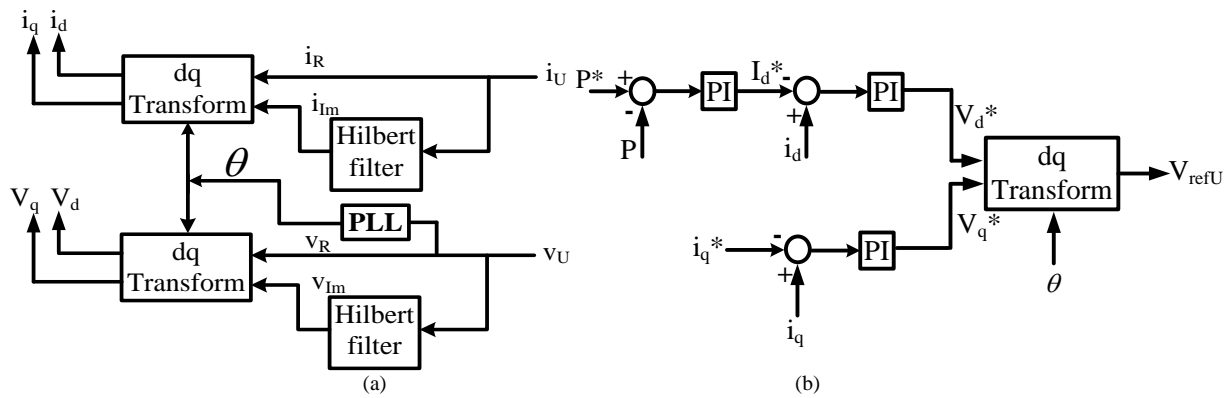 i_q i_d
dq
Transform
i_R
i_U
i_Im
Hilbert
filter
θ
PLL
V_q V_d
dq
Transform
v_R
v_U
v_Im
Hilbert
filter
(a)
P*
+
-
P
PI
I_d*
-
+
i_d
PI
V_d*
dq
Transform
V_refU
θ
V_q*
i_q*
-
+
i_q
PI
(b)